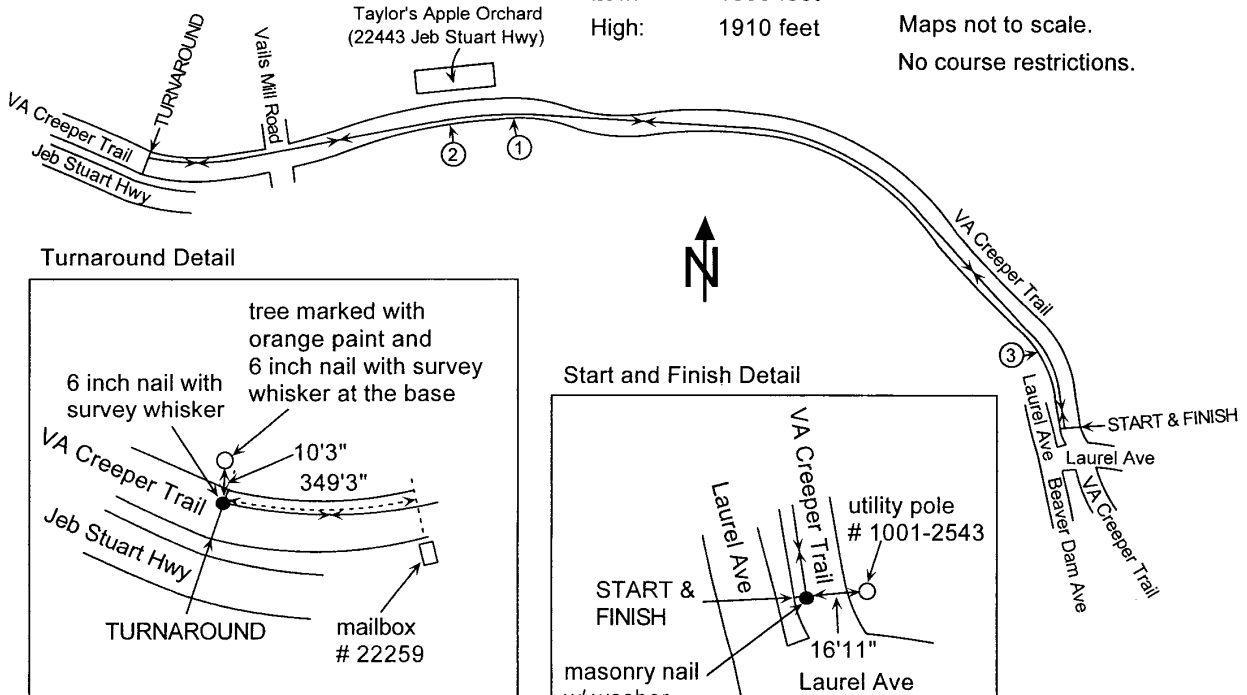 Taylor's Apple Orchard
(22443 Jeb Stuart Hwy)
High: 1910 feet
Maps not to scale.
No course restrictions.
TURNAROUND
Vails Mill Road
VA Creeper Trail
Jeb Stuart Hwy
2
1
N
VA Creeper Trail
3
Laurel Ave
START & FINISH
Laurel Ave
Beaver Dam Ave
VA Creeper Trail
Turnaround Detail
tree marked with
orange paint and
6 inch nail with survey
whisker at the base
6 inch nail with
survey whisker
10'3"
349'3"
VA Creeper Trail
Jeb Stuart Hwy
TURNAROUND
mailbox
# 22259
Start and Finish Detail
VA Creeper Trail
Laurel Ave
utility pole
# 1001-2543
START &
FINISH
16'11"
masonry nail
Laurel Ave